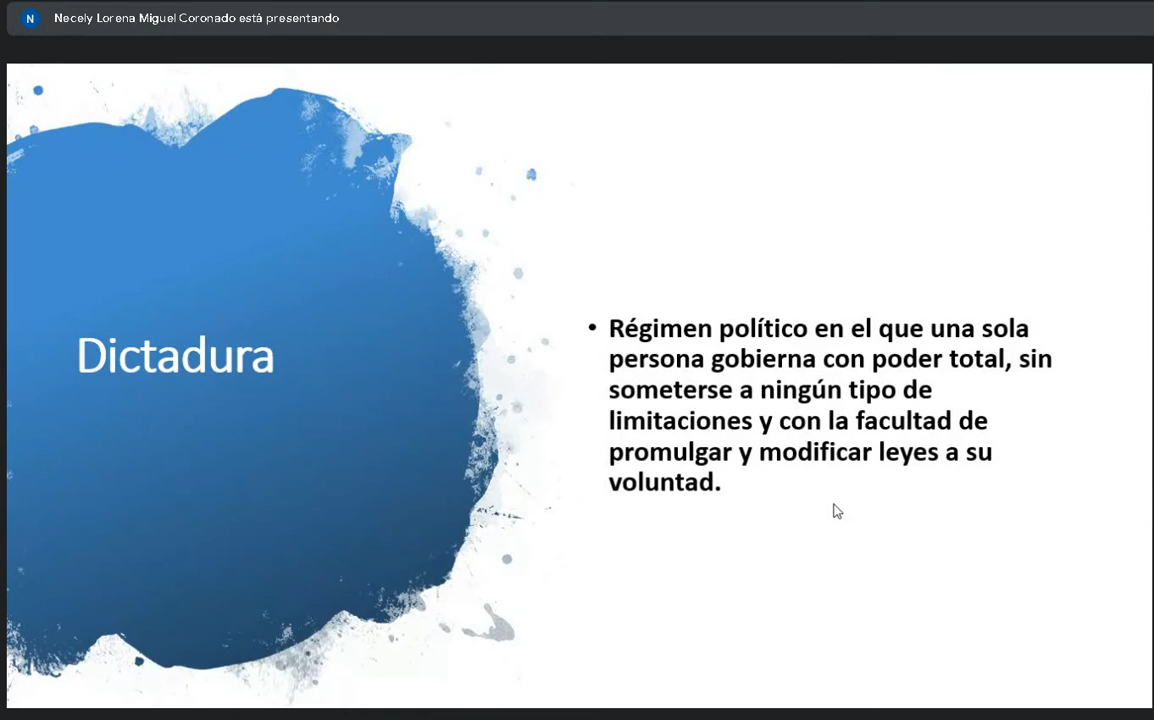 N Necely Lorena Miguel Coronado está presentando
Dictadura
• Régimen político en el que una sola
persona gobierna con poder total, sin
someterse a ningún tipo de
limitaciones y con la facultad de
promulgar y modificar leyes a su
voluntad.